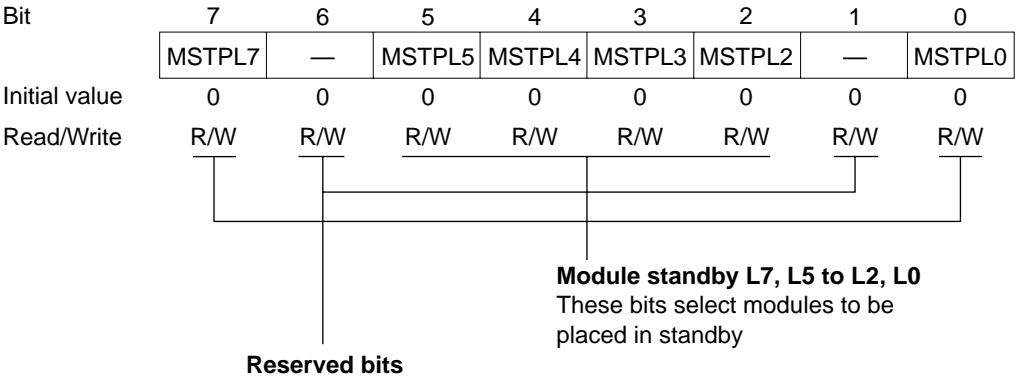 Bit 7 6 5 4 3 2 1 0
MSTPL7 — MSTPL5 MSTPL4 MSTPL3 MSTPL2 — MSTPL0
Initial value 0 0 0 0 0 0 0 0
Read/Write R/W R/W R/W R/W R/W R/W R/W R/W
Module standby L7, L5 to L2, L0
These bits select modules to be
placed in standby
Reserved bits